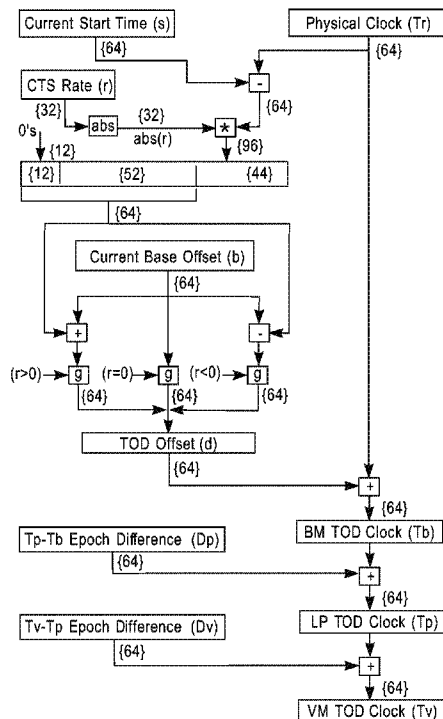 Current Start Time (s)
Physical Clock (Tr)
{64}
{64}
-
CTS Rate (r)
{64}
{32}
{32}
abs
*
abs(r)
0's
{12}
{96}
{12}
{52}
{44}
{64}
Current Base Offset (b)
{64}
+
-
(r>0)
g
(r=0)
g
(r<0)
g
{64}
{64}
{64}
TOD Offset (d)
{64}
+
{64}
BM TOD Clock (Tb)
Tp-Tb Epoch Difference (Dp)
{64}
+
{64}
LP TOD Clock (Tp)
Tv-Tp Epoch Difference (Dv)
{64}
+
{64}
VM TOD Clock (Tv)